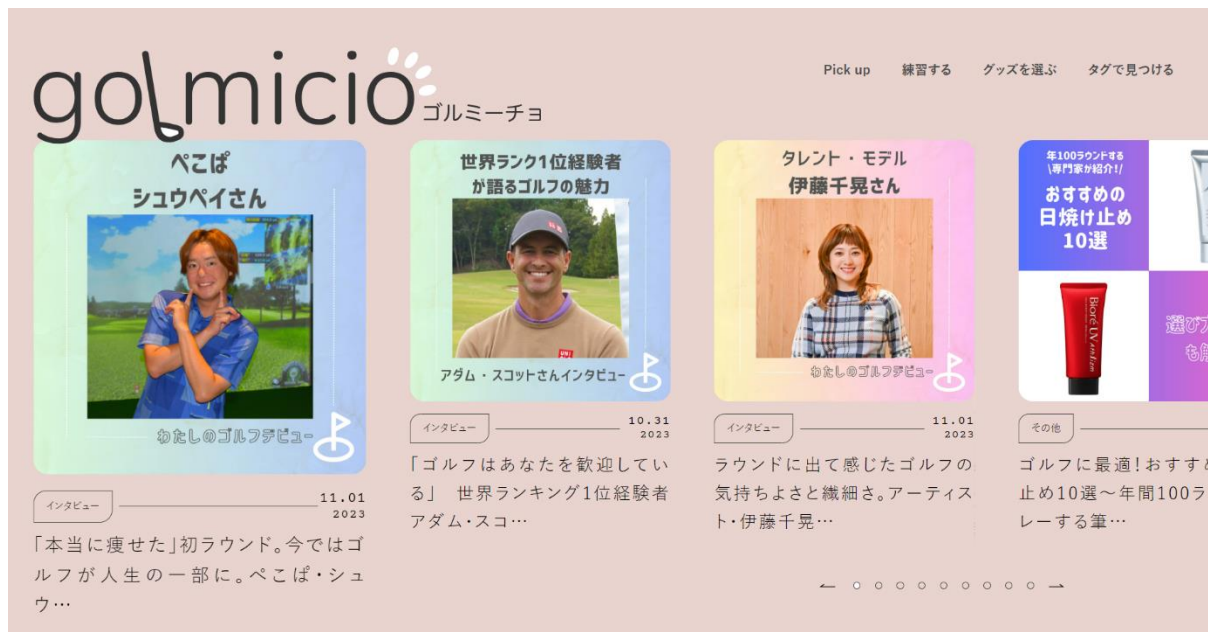 golmicio
ゴルミーチョ
Pick up
練習する
グッズを選ぶ
タグで見つける
ぺこぱ
シュウペイさん
わたしのゴルフデビュー
インタビュー
11.01
2023
「本当に痩せた」初ラウンド。今ではゴ
ルフが人生の一部に。ぺこぱ・シュ
ウ…
世界ランク1位経験者
が語るゴルフの魅力
アダム・スコットさんインタビュー
インタビュー
10.31
2023
「ゴルフはあなたを歓迎してい
る」 世界ランキング1位経験者
アダム・スコ…
タレント・モデル
伊藤千晃さん
わたしのゴルフデビュー
インタビュー
11.01
2023
ラウンドに出て感じたゴルフの
気持ちよさと繊細さ。アーティス
ト・伊藤千晃…
年100ラウンドする
\専門家が紹介!/
おすすめの
日焼け止め
10選
Bioré UV
選び
も
その他
ゴルフに最適!おすす
止め10選～年間100ラ
レーする筆…